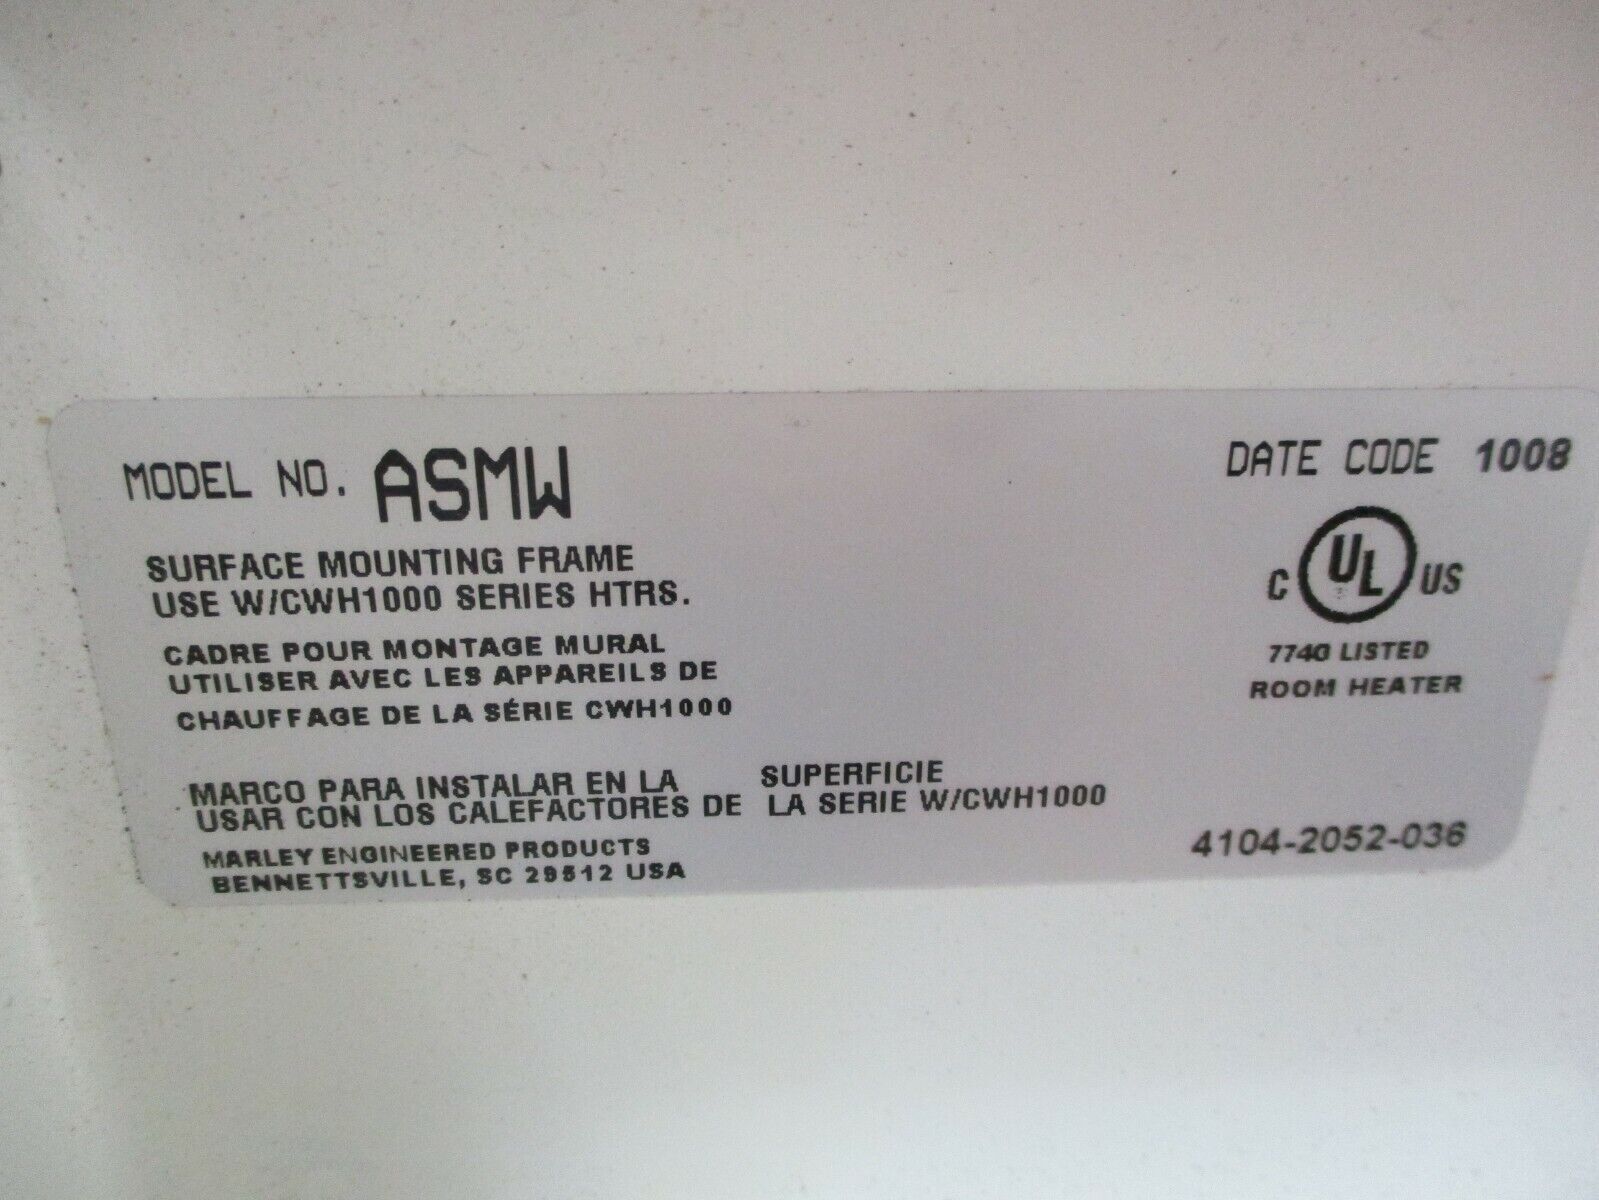 MODEL NO. ASMW
SURFACE MOUNTING FRAME
USE W/CWH1000 SERIES HTRS.
CADRE POUR MONTAGE MURAL
UTILISER AVEC LES APPAREILS DE
CHAUFFAGE DE LA SÉRIE CWH1000
MARCO PARA INSTALAR EN LA SUPERFICIE
USAR CON LOS CALEFACTORES DE LA SERIE W/CWH1000
MARLEY ENGINEERED PRODUCTS
BENNETTSVILLE, SC 29512 USA
DATE CODE 1008
C UL US
774G LISTED
ROOM HEATER
4104-2052-036